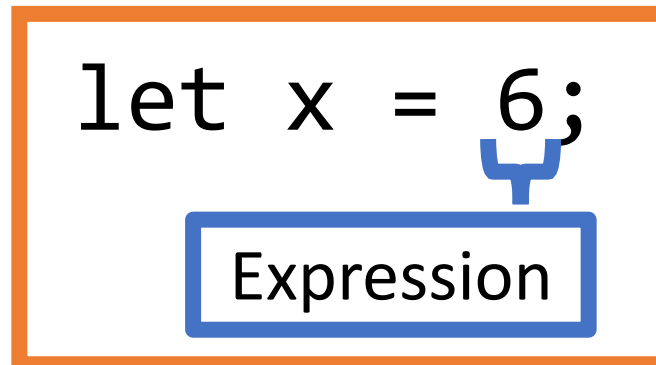 let x = 6;
Expression